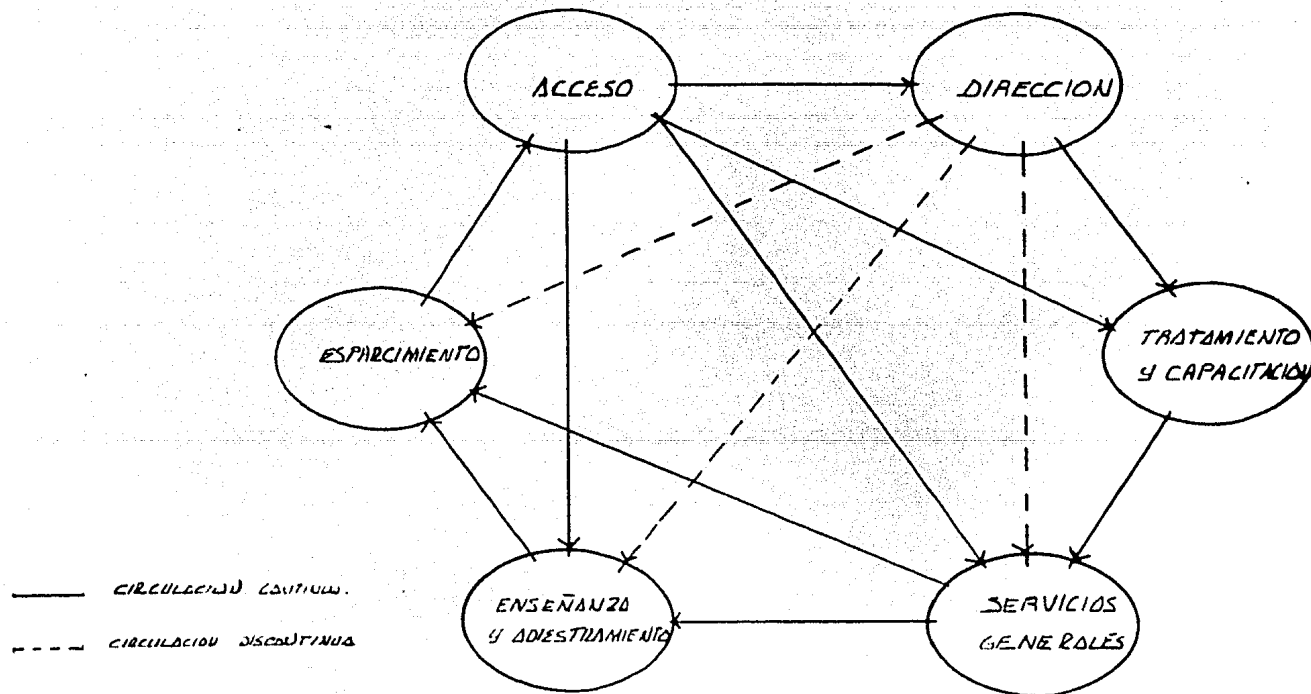 ACCESO
DIRECCION
ESPARCIMIENTO
TRATAMIENTO
Y CAPACITACION
ENSEÑANZA
Y ADIESTRAMIENTO
SERVICIOS
GENERALES
CIRCULACION CONTINUA.
CIRCULACION DISCONTINUA